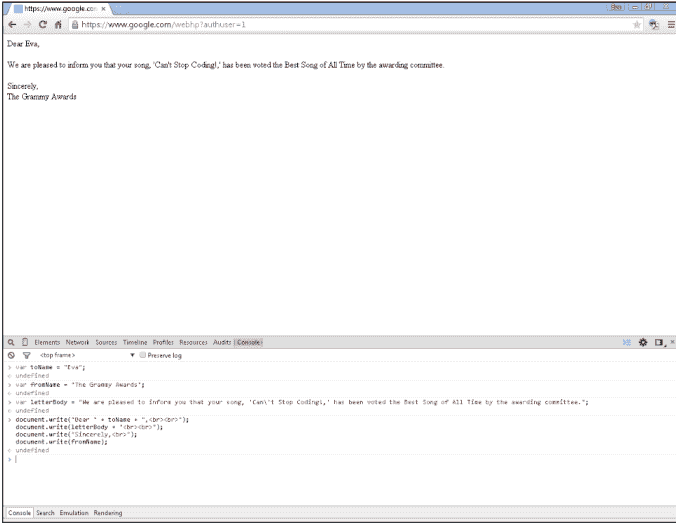 https://www.google.con ×
https://www.google.com/webhp?authuser=1
Dear Eva,
We are pleased to inform you that your song, 'Can't Stop Coding!,' has been voted the Best Song of All Time by the awarding committee.
Sincerely,
The Grammy Awards
Elements Network Sources Timeline Profiles Resources Audits Console
<top frame> ▼ Preserve log
> var toName = "Eva";
< undefined
> var fromName = "The Grammy Awards";
< undefined
> var letterBody = "We are pleased to inform you that your song, 'Can\'t Stop Coding!,' has been voted the Best Song of All Time by the awarding committee.";
< undefined
> document.write("Dear " + toName + ",<br><br>");
document.write(letterBody + "<br><br>");
document.write("Sincerely,<br>");
document.write(fromName);
< undefined
>
Console Search Emulation Rendering